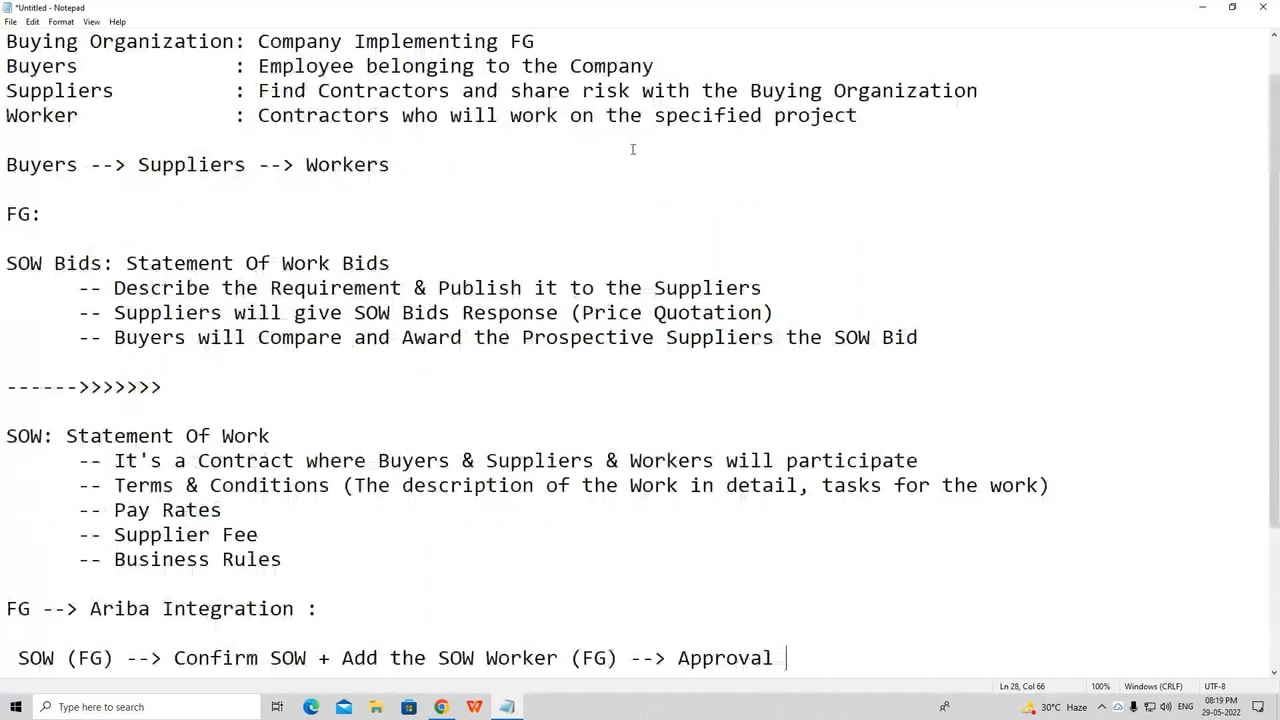 *Untitled - Notepad
File Edit Format View Help
Buying Organization: Company Implementing FG
Buyers : Employee belonging to the Company
Suppliers : Find Contractors and share risk with the Buying Organization
Worker : Contractors who will work on the specified project
Buyers --> Suppliers --> Workers
FG:
SOW Bids: Statement Of Work Bids
-- Describe the Requirement & Publish it to the Suppliers
-- Suppliers will give SOW Bids Response (Price Quotation)
-- Buyers will Compare and Award the Prospective Suppliers the SOW Bid
------>>>>>>>
SOW: Statement Of Work
-- It's a Contract where Buyers & Suppliers & Workers will participate
-- Terms & Conditions (The description of the Work in detail, tasks for the work)
-- Pay Rates
-- Supplier Fee
-- Business Rules
FG --> Ariba Integration :
SOW (FG) --> Confirm SOW + Add the SOW Worker (FG) --> Approval
Ln 28, Col 66 100% Windows (CRLF) UTF-8
Type here to search 30°C Haze ENG 08:19 PM
29-05-2022